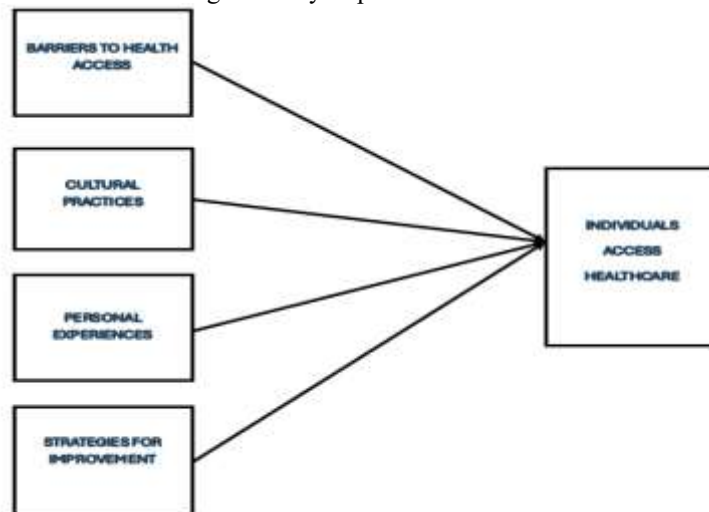 BARRIERS TO HEALTH
ACCESS
CULTURAL
PRACTICES
PERSONAL
EXPERIENCES
STRATEGIES FOR
IMPROVEMENT
INDIVIDUALS
ACCESS
HEALTHCARE